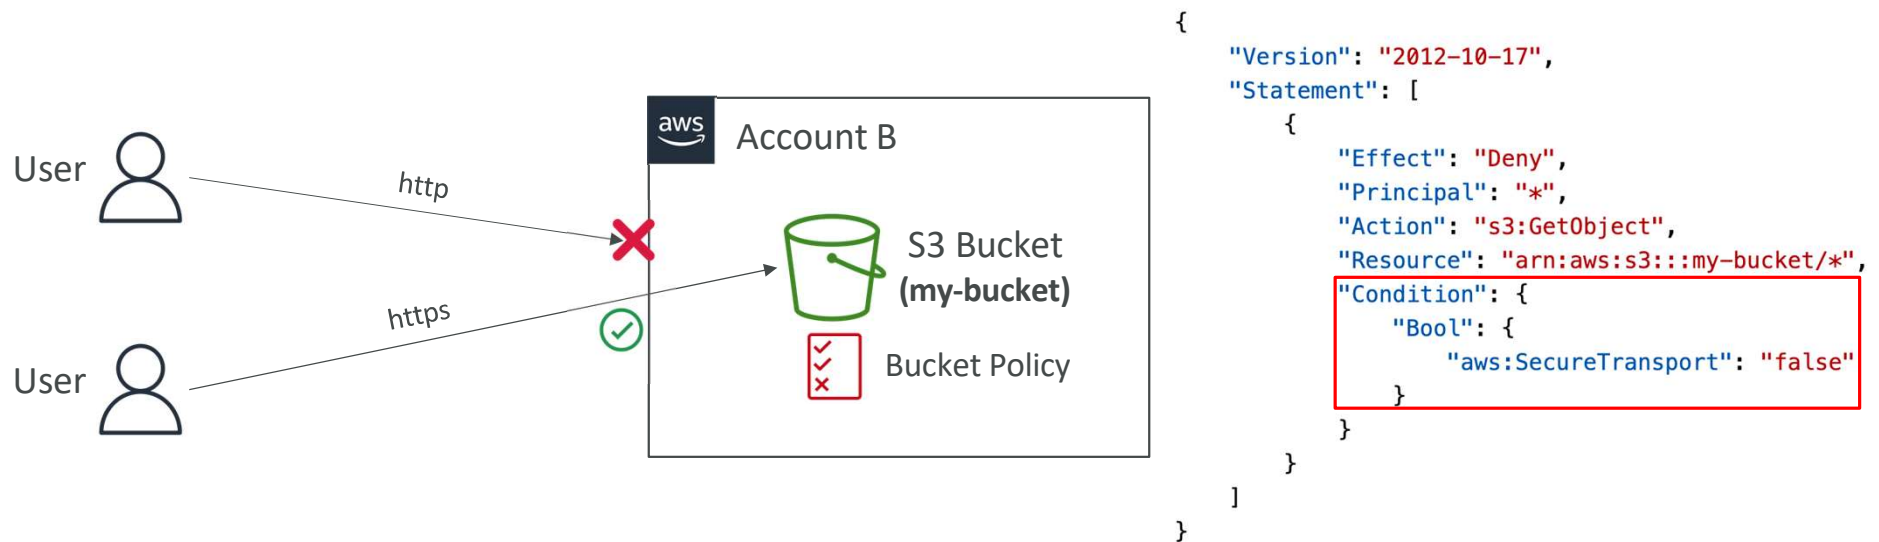 User
http
https
User
aws
Account B
S3 Bucket
(my-bucket)
Bucket Policy
{
    "Version": "2012-10-17",
    "Statement": [
        {
            "Effect": "Deny",
            "Principal": "*",
            "Action": "s3:GetObject",
            "Resource": "arn:aws:s3:::my-bucket/*",
            "Condition": {
                "Bool": {
                    "aws:SecureTransport": "false"
                }
            }
        }
    ]
}